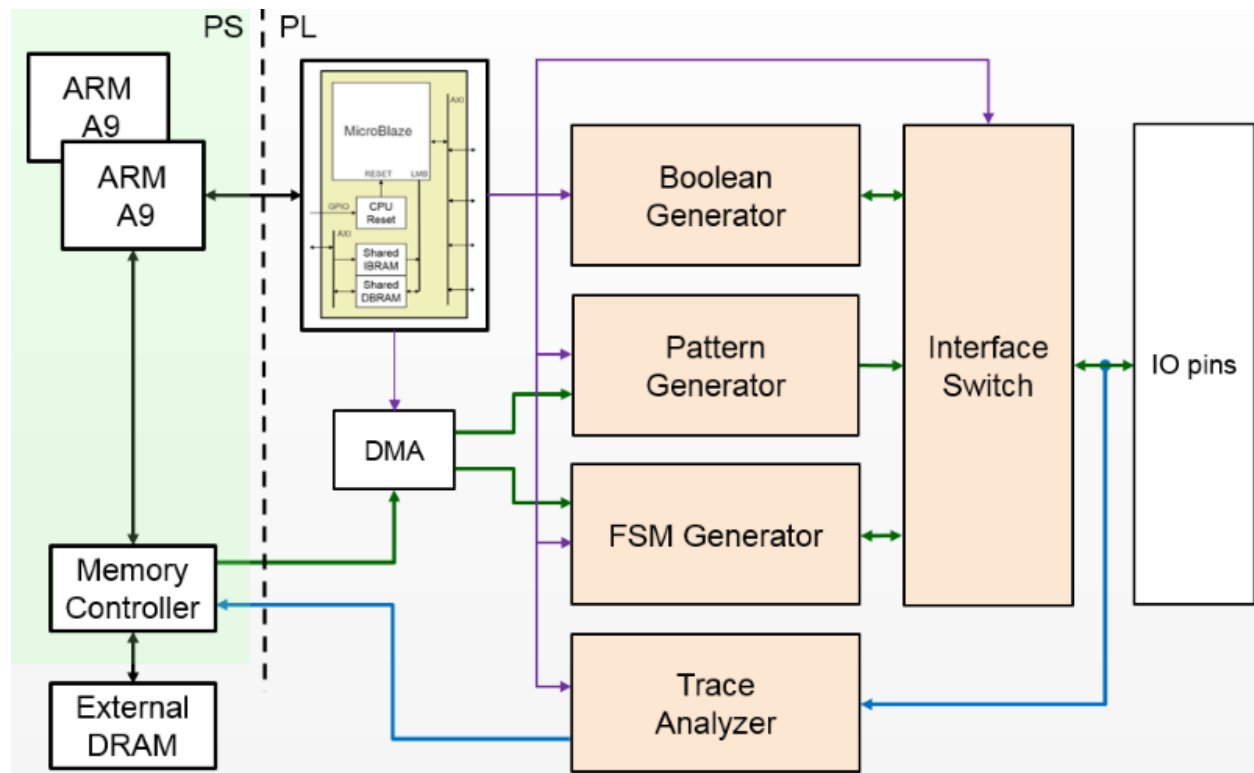 PS
PL
ARM
A9
ARM
A9
MicroBlaze
AXI
RESET
LMB
GPIO
CPU
Reset
AXI
Shared
IBRAM
Shared
DBRAM
Boolean
Generator
Pattern
Generator
Interface
Switch
IO pins
DMA
FSM Generator
Memory
Controller
Trace
Analyzer
External
DRAM